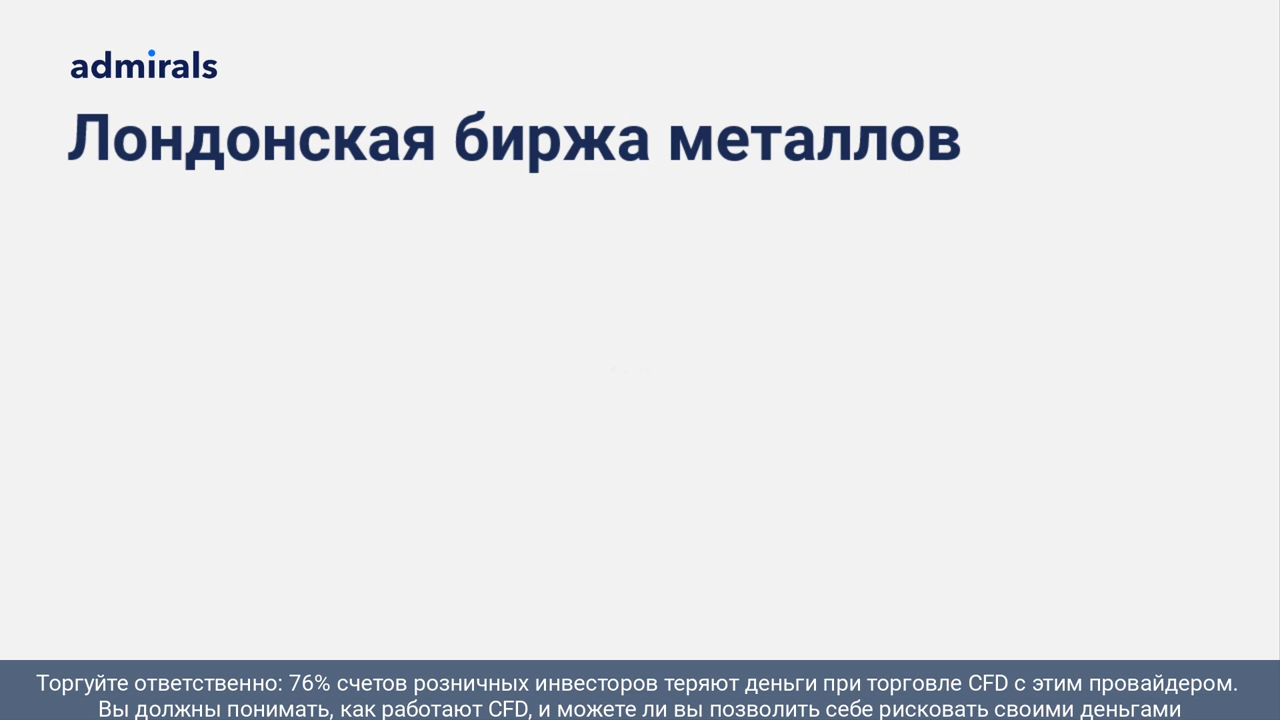 admirals
Лондонская биржа металлов
Торгуйте ответственно: 76% счетов розничных инвесторов теряют деньги при торговле CFD с этим провайдером.
Вы должны понимать, как работают CFD, и можете ли вы позволить себе рисковать своими деньгами